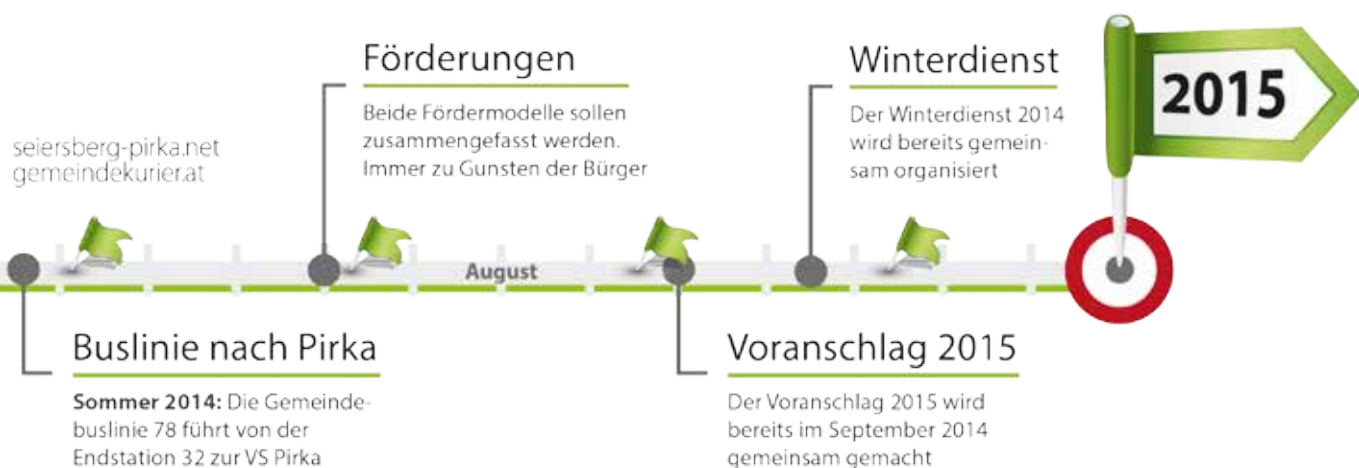 seiersberg-pirka.net
gemeindekurier.at
Förderungen
Beide Fördermodelle sollen
zusammengefasst werden.
Immer zu Gunsten der Bürger
Winterdienst
Der Winterdienst 2014
wird bereits gemein-
sam organisiert
2015
August
Buslinie nach Pirka
Sommer 2014: Die Gemeinde-
buslinie 78 führt von der
Endstation 32 zur VS Pirka
Voranschlag 2015
Der Voranschlag 2015 wird
bereits im September 2014
gemeinsam gemacht